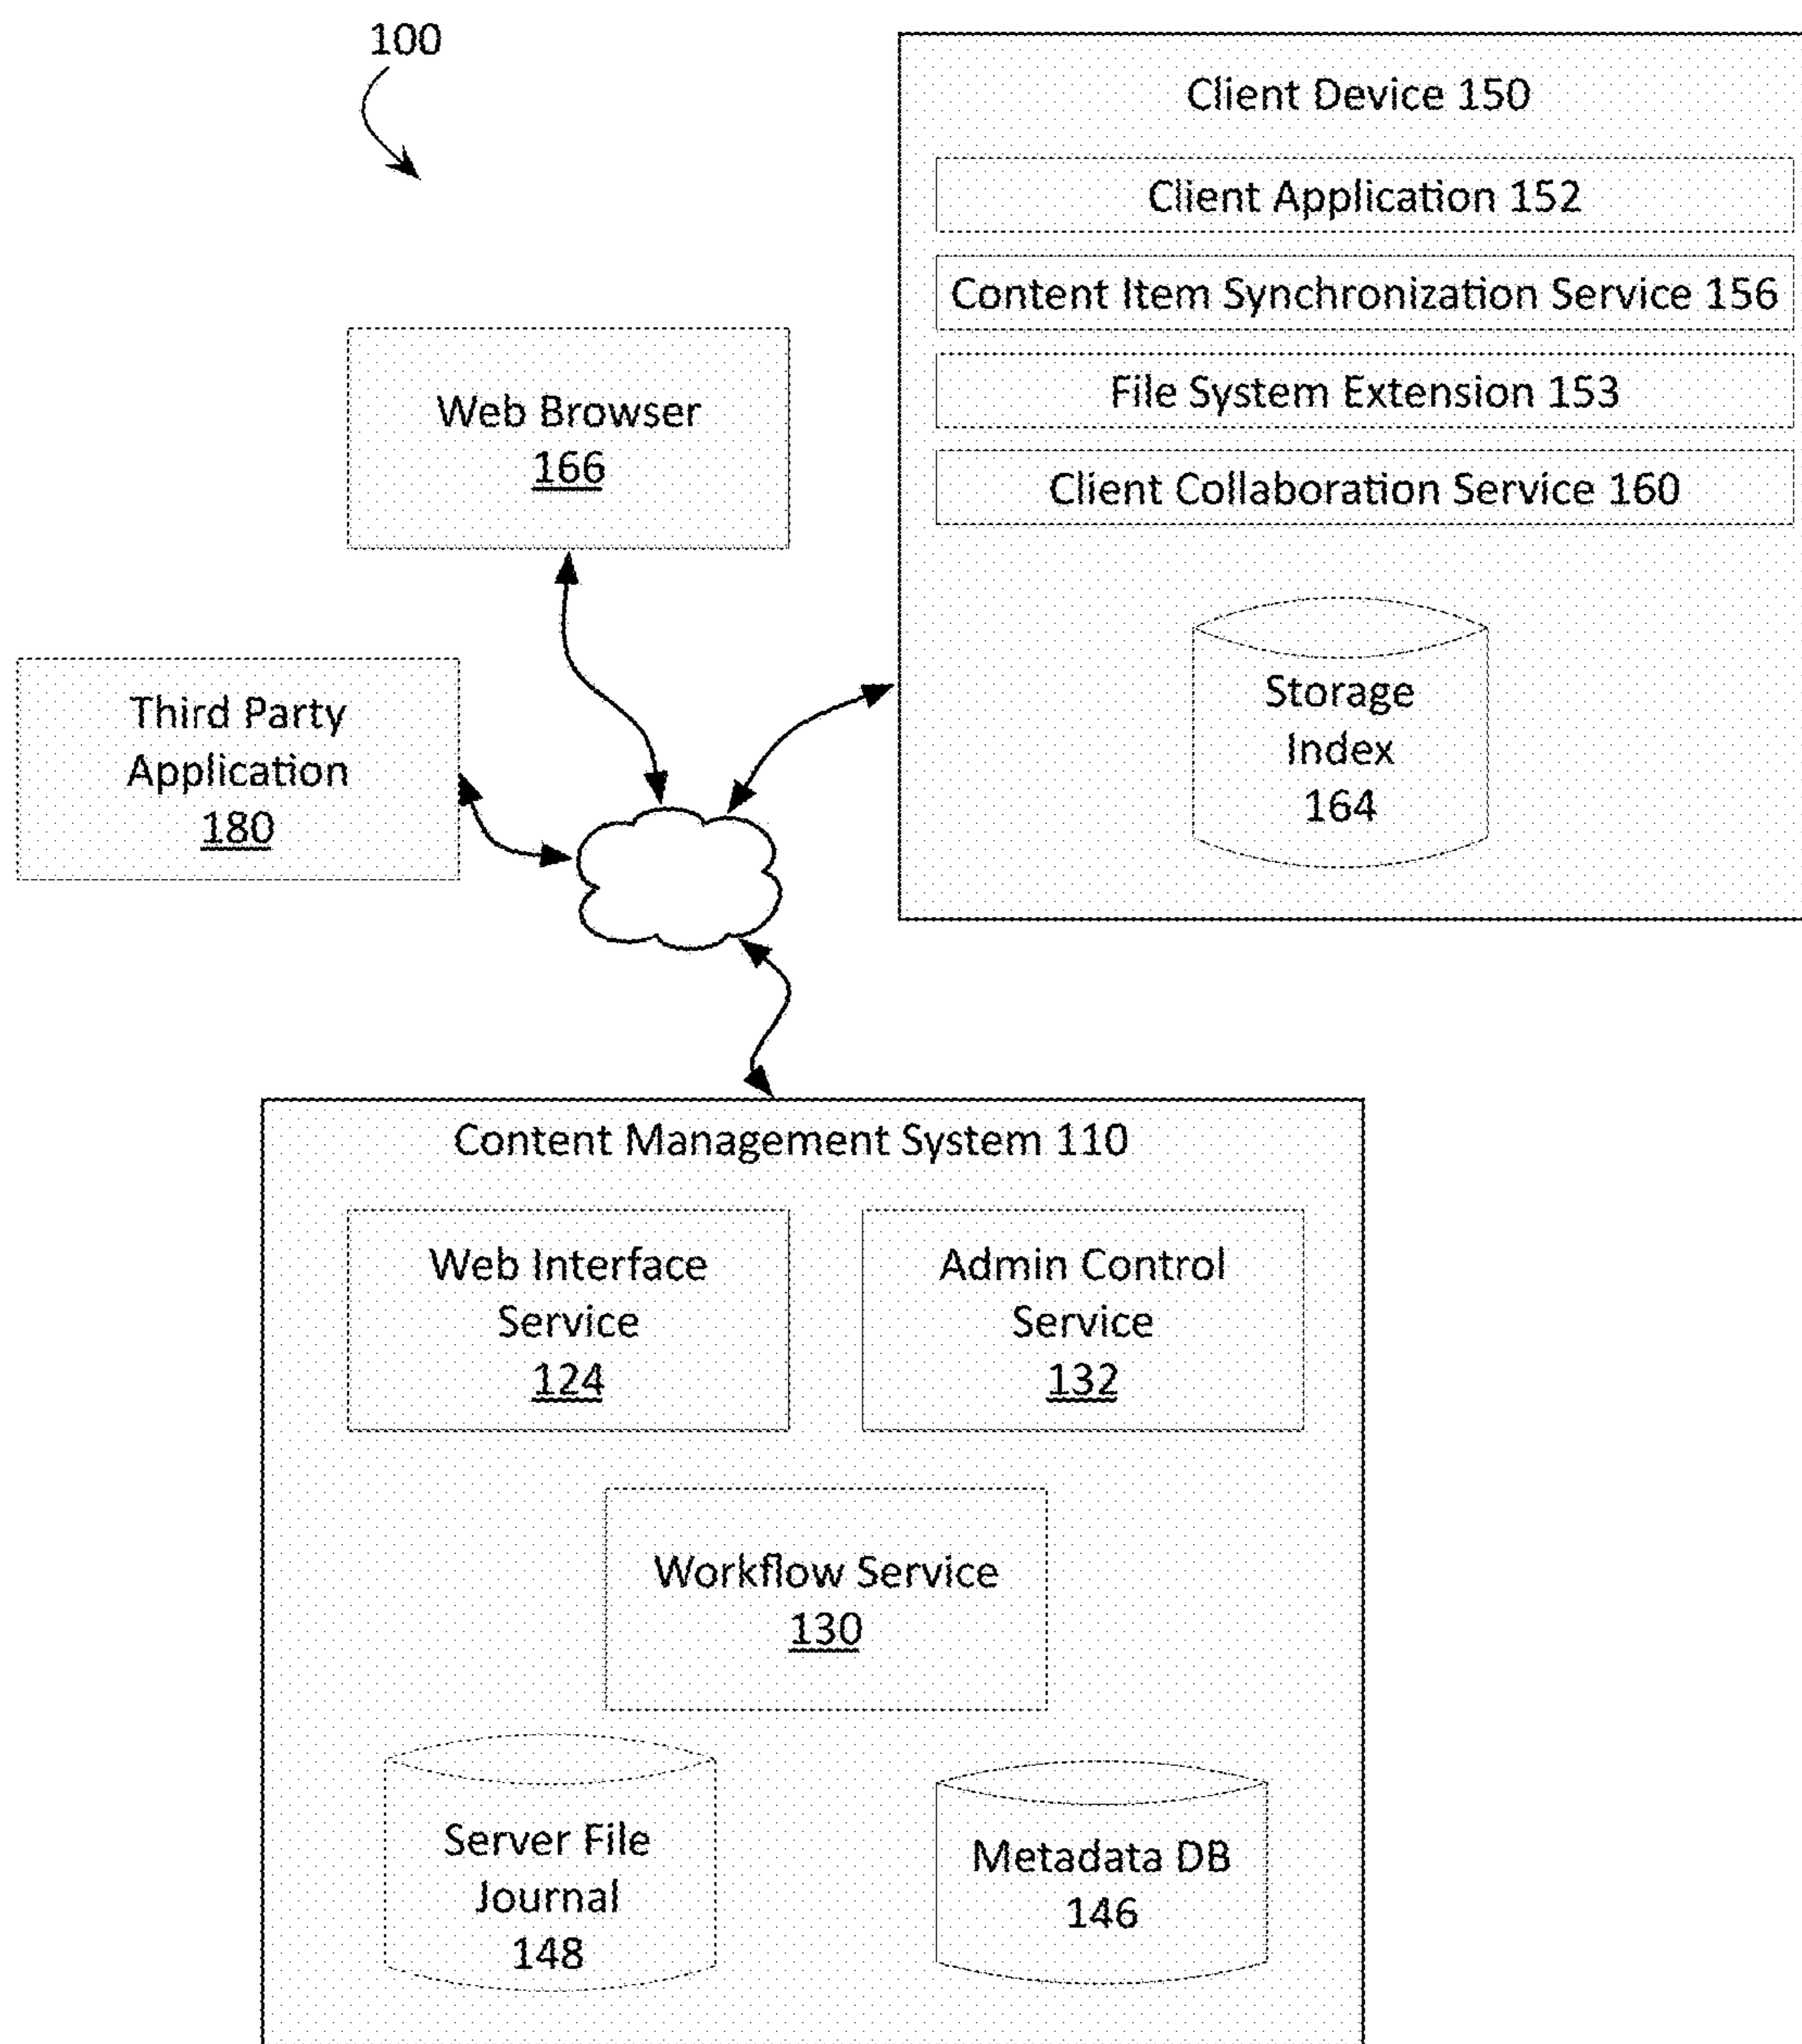 100
Client Device 150
Client Application 152
Content Item Synchronization Service 156
File System Extension 153
Client Collaboration Service 160
Storage
Index
164
Web Browser
166
Third Party
Application
180
Content Management System 110
Web Interface
Service
124
Admin Control
Service
132
Workflow Service
130
Server File
Journal
148
Metadata DB
146